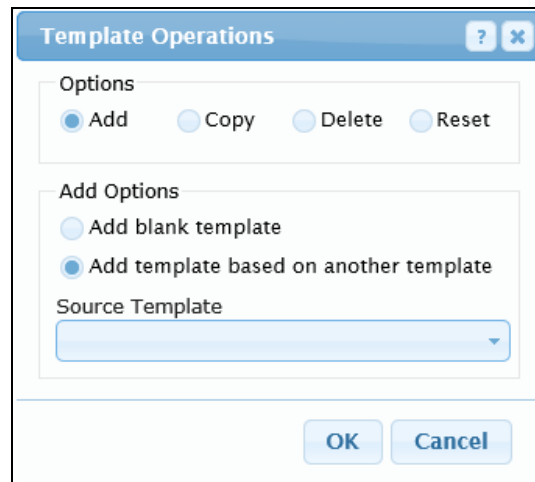 Template Operations ?
Options
Add Copy Delete Reset
Add Options
Add blank template
Add template based on another template
Source Template
OK Cancel